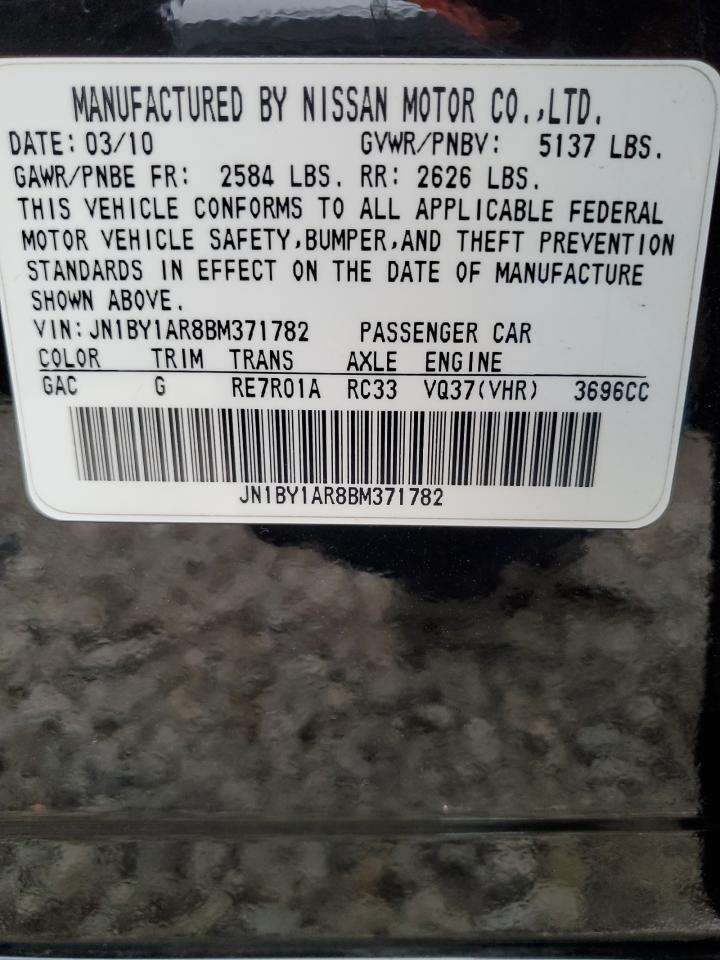 MANUFACTURED BY NISSAN MOTOR CO.,LTD.
DATE: 03/10 GVWR/PNBV: 5137 LBS.
GAWR/PNBE FR: 2584 LBS. RR: 2626 LBS.
THIS VEHICLE CONFORMS TO ALL APPLICABLE FEDERAL
MOTOR VEHICLE SAFETY,BUMPER,AND THEFT PREVENTION
STANDARDS IN EFFECT ON THE DATE OF MANUFACTURE
SHOWN ABOVE.
VIN: JN1BY1AR8BM371782 PASSENGER CAR
COLOR TRIM TRANS AXLE ENGINE
GAC G RE7R01A RC33 VQ37(VHR) 3696CC
JN1BY1AR8BM371782